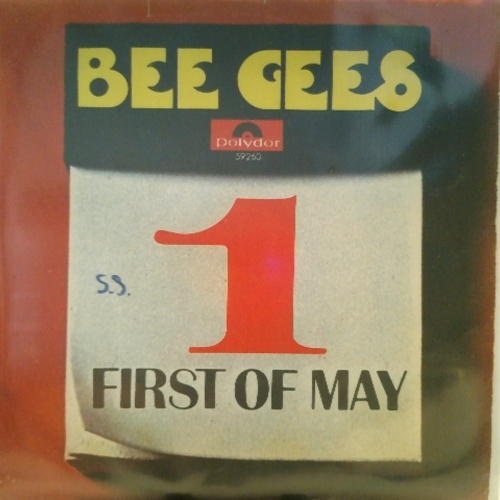 BEE GEES
polydor
59260
1
S.S.
FIRST OF MAY